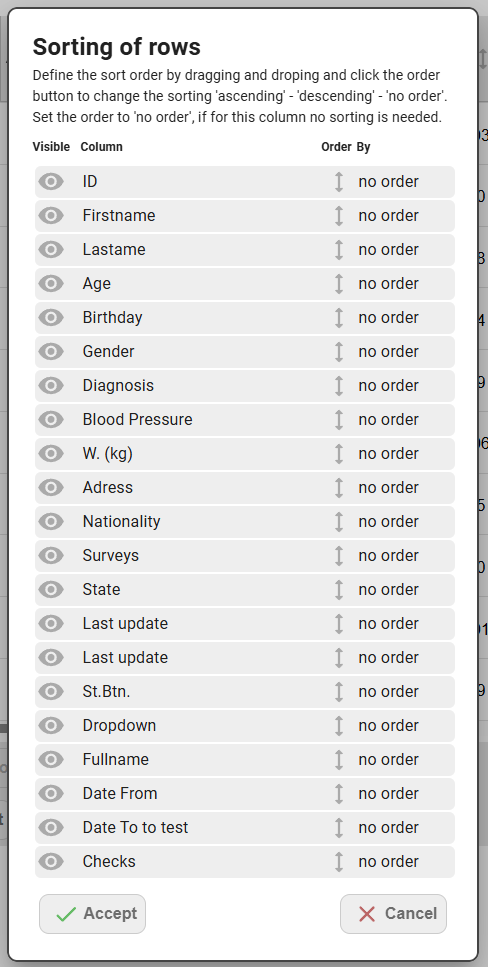 Sorting of rows
Define the sort order by dragging and droping and click the order
button to change the sorting 'ascending' - 'descending' - 'no order'.
Set the order to 'no order', if for this column no sorting is needed.
Visible Column Order By
ID no order
Firstname no order
Lastame no order
Age no order
Birthday no order
Gender no order
Diagnosis no order
Blood Pressure no order
W. (kg) no order
Adress no order
Nationality no order
Surveys no order
State no order
Last update no order
Last update no order
St.Btn. no order
Dropdown no order
Fullname no order
Date From no order
Date To to test no order
Checks no order
Accept Cancel